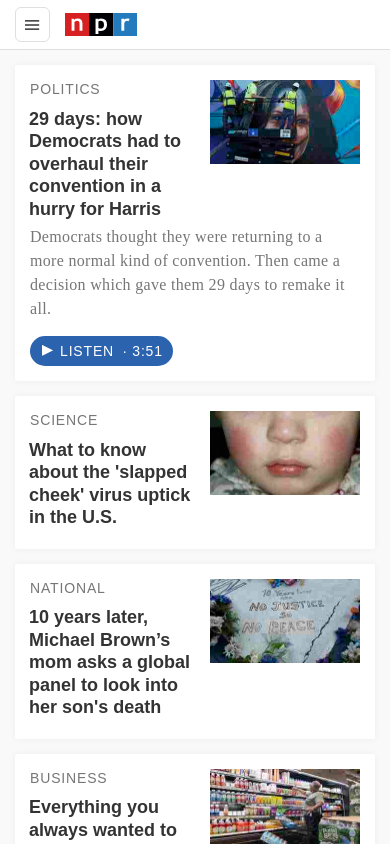 npr
POLITICS
29 days: how
Democrats had to
overhaul their
convention in a
hurry for Harris
Democrats thought they were returning to a
more normal kind of convention. Then came a
decision which gave them 29 days to remake it
all.
LISTEN · 3:51
SCIENCE
What to know
about the 'slapped
cheek' virus uptick
in the U.S.
NATIONAL
10 years later,
Michael Brown’s
mom asks a global
panel to look into
her son's death
NO JUSTICE
NO PEACE
BUSINESS
Everything you
always wanted to